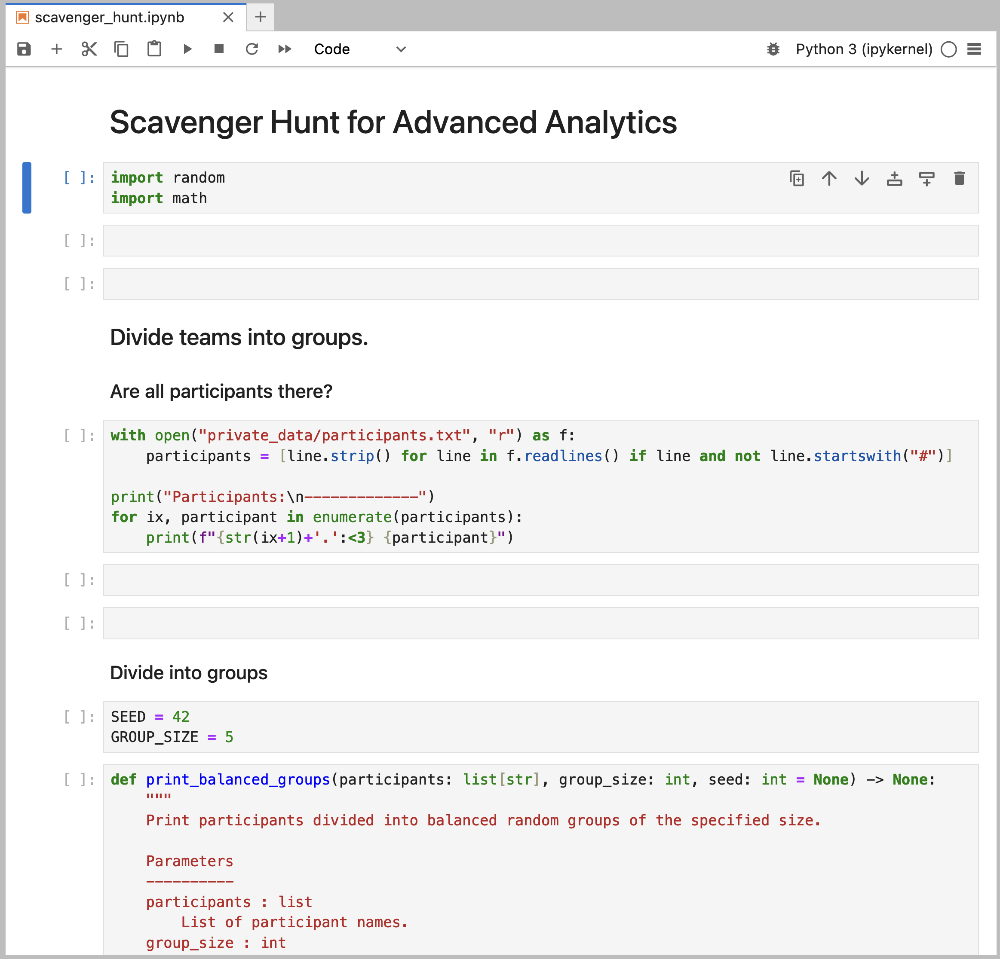 scavenger_hunt.ipynb
Code
Python 3 (ipykernel)
Scavenger Hunt for Advanced Analytics
[ ]:
import random
import math
[ ]:
[ ]:
Divide teams into groups.
Are all participants there?
[ ]:
with open("private_data/participants.txt", "r") as f:
    participants = [line.strip() for line in f.readlines() if line and not line.startswith("#")]
print("Participants:\n-------------")
for ix, participant in enumerate(participants):
    print(f"{str(ix+1)+'.':<3} {participant}")
[ ]:
[ ]:
Divide into groups
[ ]:
SEED = 42
GROUP_SIZE = 5
[ ]:
def print_balanced_groups(participants: list[str], group_size: int, seed: int = None) -> None:
    """
    Print participants divided into balanced random groups of the specified size.
    Parameters
    ----------
    participants : list
        List of participant names.
    group_size : int